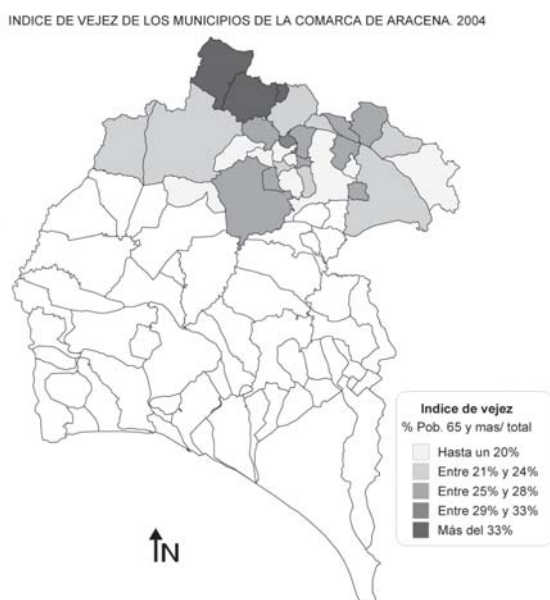 INDICE DE VEJEZ DE LOS MUNICIPIOS DE LA COMARCA DE ARACENA. 2004
Indice de vejez
% Pob. 65 y mas/ total
Hasta un 20%
Entre 21% y 24%
Entre 25% y 28%
Entre 29% y 33%
Más del 33%
N